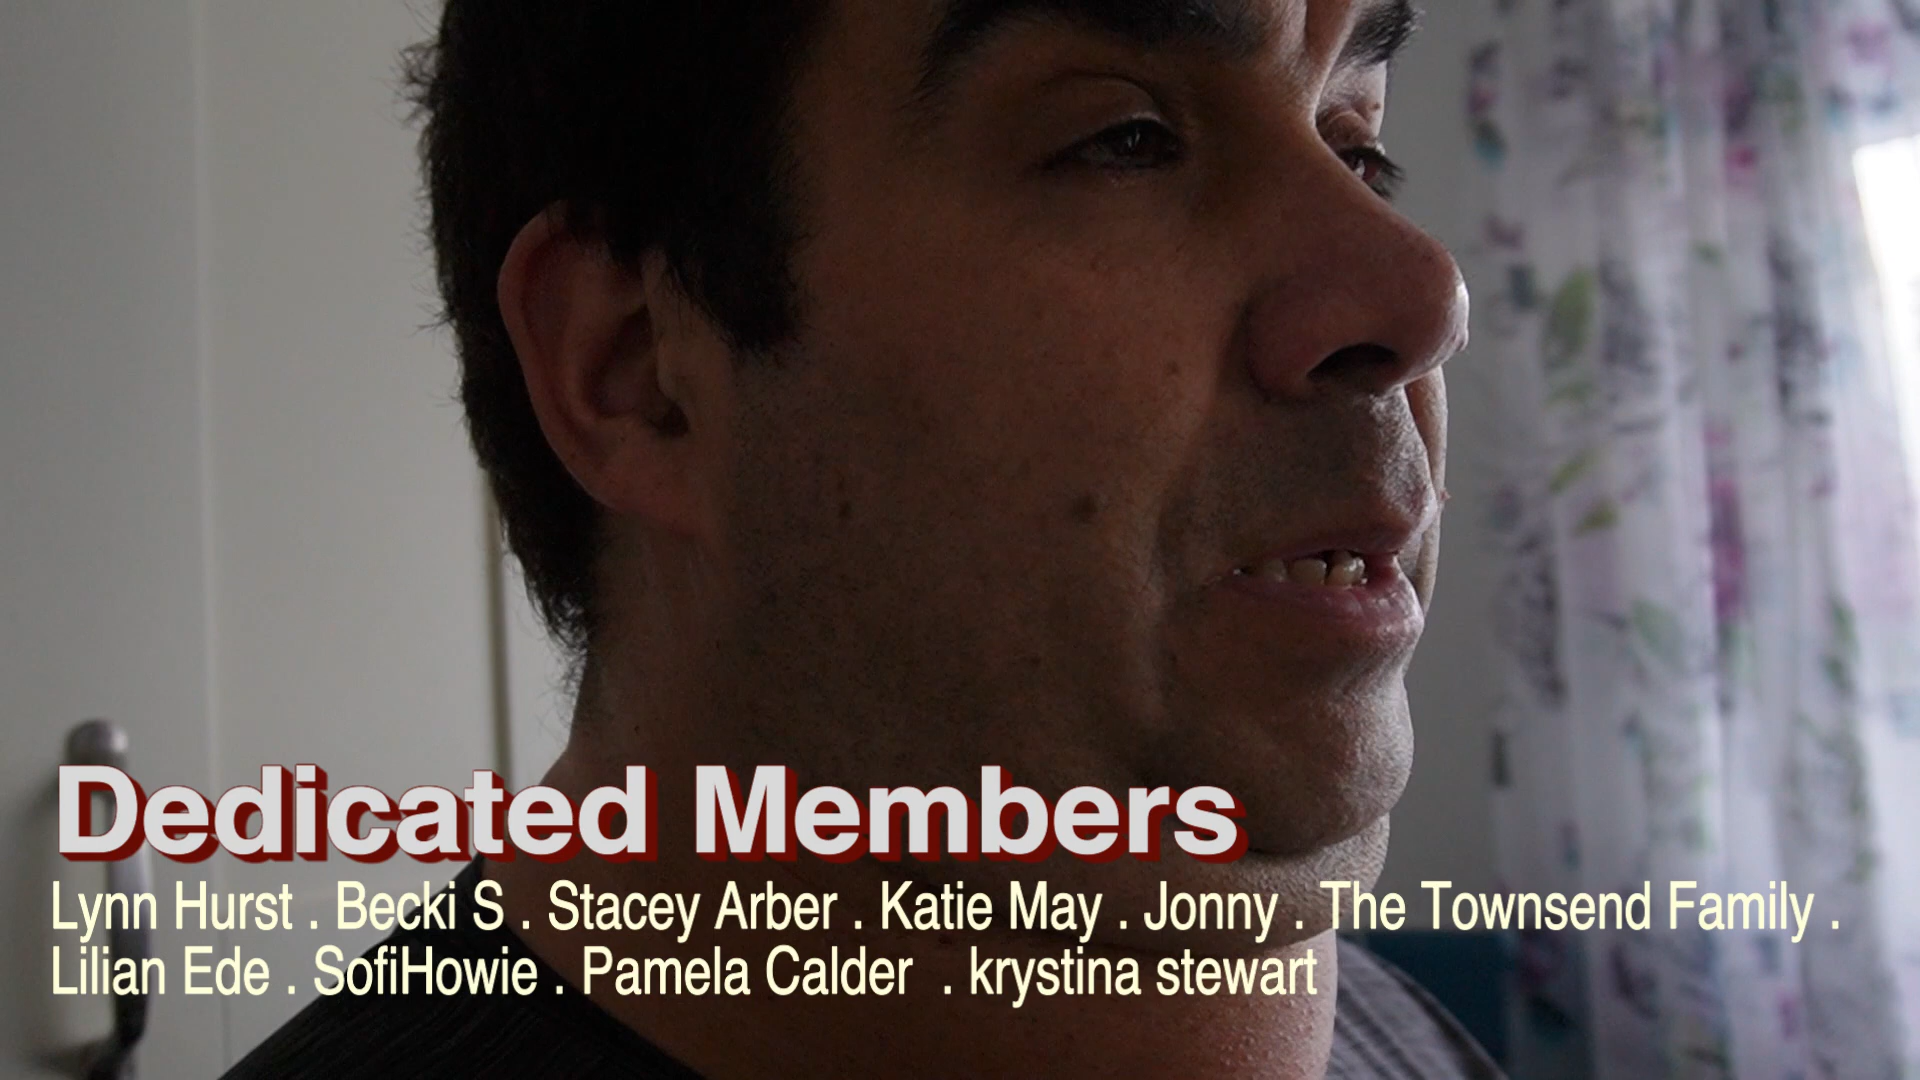 Dedicated Members
Lynn Hurst . Becki S . Stacey Arber . Katie May . Jonny . The Townsend Family .
Lilian Ede . SofiHowie . Pamela Calder  . krystina stewart